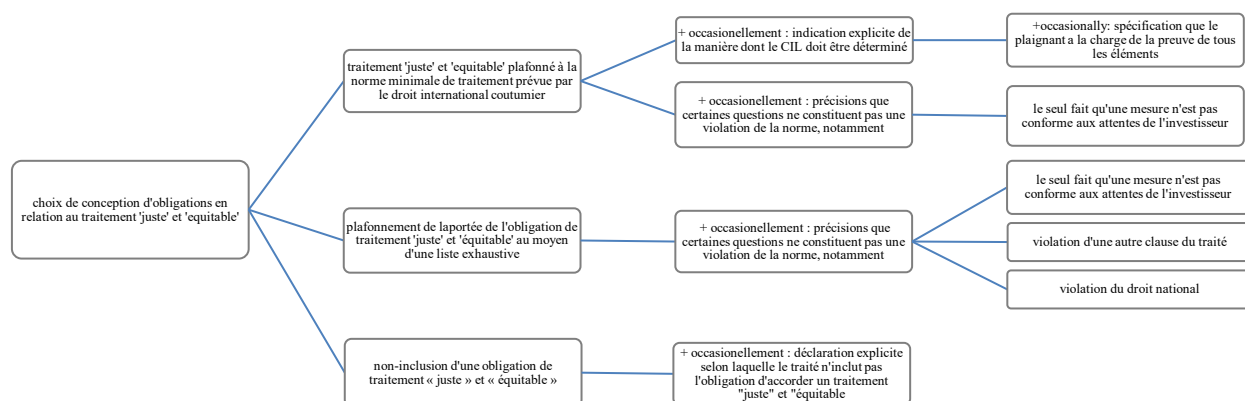 choix de conception d'obligations en
relation au traitement 'juste' et 'equitable'
traitement 'juste' et 'equitable' plafonné à la
norme minimale de traitement prévue par
le droit international coutumier
+ occasionellement : indication explicite de
la manière dont le CIL doit être déterminé
+occasionally: spécification que le
plaignant a la charge de la preuve de tous
les éléments
+ occasionellement : précisions que
certaines questions ne constituent pas une
violation de la norme, notamment
le seul fait qu'une mesure n'est pas
conforme aux attentes de l'investisseur
plafonnement de laportée de l'obligation de
traitement 'juste' et 'équitable' au moyen
d'une liste exhaustive
+ occasionellement : précisions que
certaines questions ne constituent pas une
violation de la norme, notamment
le seul fait qu'une mesure n'est pas
conforme aux attentes de l'investisseur
violation d'une autre clause du traité
violation du droit national
non-inclusion d'une obligation de
traitement « juste » et « équitable »
+ occasionellement : déclaration explicite
selon laquelle le traité n'inclut pas
l'obligation d'accorder un traitement
"juste" et "équitable